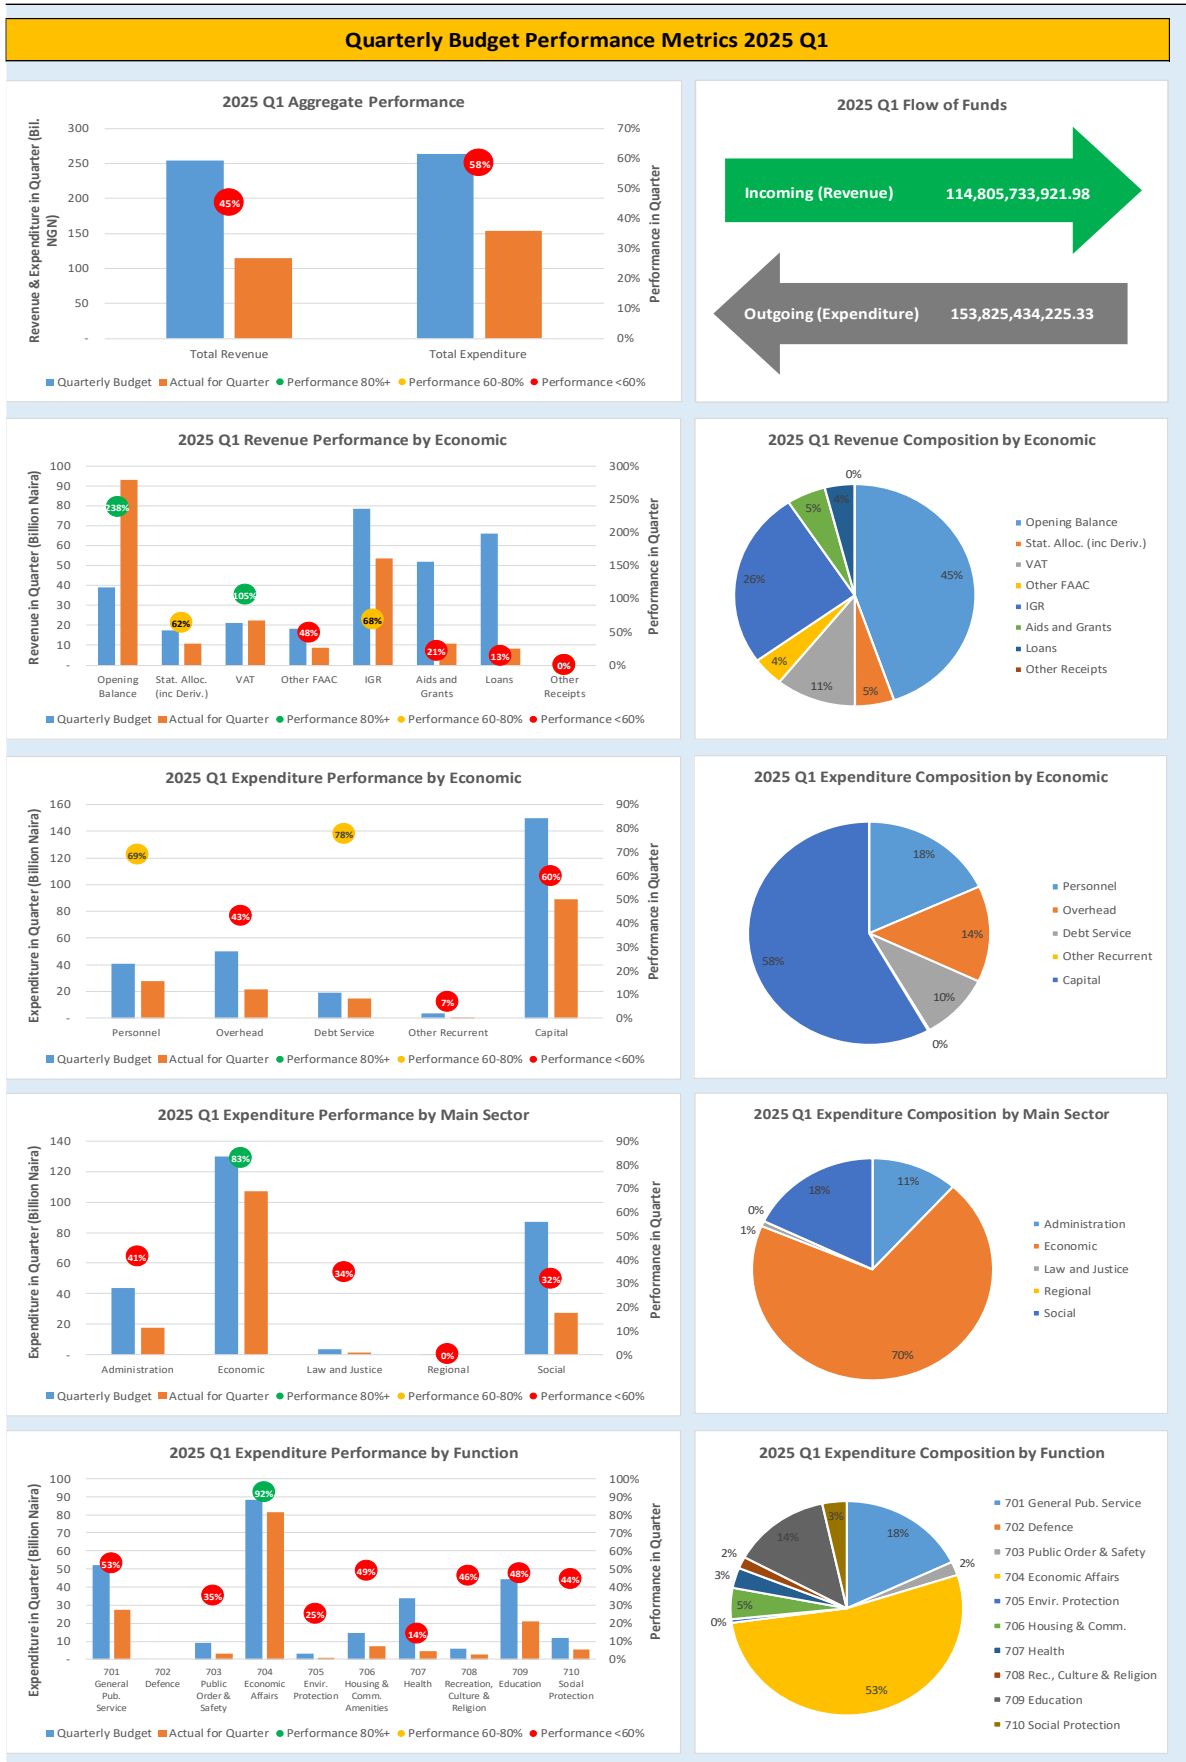 Quarterly Budget Performance Metrics 2025 Q1
2025 Q1 Aggregate Performance
Revenue & Expenditure in Quarter (Bil. NGN)
300
250
200
150
100
50
-
70%
60%
50%
40%
30%
20%
10%
0%
Performance in Quarter
45%
58%
Total Revenue
Total Expenditure
Quarterly Budget
Actual for Quarter
Performance 80%+
Performance 60-80%
Performance <60%
2025 Q1 Flow of Funds
Incoming (Revenue) 114,805,733,921.98
Outgoing (Expenditure) 153,825,434,225.33
2025 Q1 Revenue Performance by Economic
Revenue in Quarter (Billion Naira)
100
90
80
70
60
50
40
30
20
10
-
300%
250%
200%
150%
100%
50%
0%
Performance in Quarter
238%
62%
105%
48%
68%
21%
13%
0%
Opening Balance
Stat. Alloc. (inc Deriv.)
VAT
Other FAAC
IGR
Aids and Grants
Loans
Other Receipts
Quarterly Budget
Actual for Quarter
Performance 80%+
Performance 60-80%
Performance <60%
2025 Q1 Revenue Composition by Economic
0%
4%
5%
26%
4%
11%
5%
45%
Opening Balance
Stat. Alloc. (inc Deriv.)
VAT
Other FAAC
IGR
Aids and Grants
Loans
Other Receipts
2025 Q1 Expenditure Performance by Economic
Expenditure in Quarter (Billion Naira)
160
140
120
100
80
60
40
20
-
90%
80%
70%
60%
50%
40%
30%
20%
10%
0%
Performance in Quarter
69%
43%
78%
7%
60%
Personnel
Overhead
Debt Service
Other Recurrent
Capital
Quarterly Budget
Actual for Quarter
Performance 80%+
Performance 60-80%
Performance <60%
2025 Q1 Expenditure Composition by Economic
18%
14%
10%
0%
58%
Personnel
Overhead
Debt Service
Other Recurrent
Capital
2025 Q1 Expenditure Performance by Main Sector
Expenditure in Quarter (Billion Naira)
140
120
100
80
60
40
20
-
90%
80%
70%
60%
50%
40%
30%
20%
10%
0%
Performance in Quarter
41%
83%
34%
0%
32%
Administration
Economic
Law and Justice
Regional
Social
Quarterly Budget
Actual for Quarter
Performance 80%+
Performance 60-80%
Performance <60%
2025 Q1 Expenditure Composition by Main Sector
11%
70%
1%
0%
18%
Administration
Economic
Law and Justice
Regional
Social
2025 Q1 Expenditure Performance by Function
Expenditure in Quarter (Billion Naira)
100
90
80
70
60
50
40
30
20
10
-
100%
90%
80%
70%
60%
50%
40%
30%
20%
10%
0%
Performance in Quarter
53%
35%
92%
25%
49%
14%
46%
48%
44%
701 General Pub. Service
702 Defence
703 Public Order & Safety
704 Economic Affairs
705 Envir. Protection
706 Housing & Comm. Amenities
707 Health
708 Recreation, Culture & Religion
709 Education
710 Social Protection
Quarterly Budget
Actual for Quarter
Performance 80%+
Performance 60-80%
Performance <60%
2025 Q1 Expenditure Composition by Function
18%
2%
53%
0%
5%
3%
2%
14%
3%
701 General Pub. Service
702 Defence
703 Public Order & Safety
704 Economic Affairs
705 Envir. Protection
706 Housing & Comm.
707 Health
708 Rec., Culture & Religion
709 Education
710 Social Protection